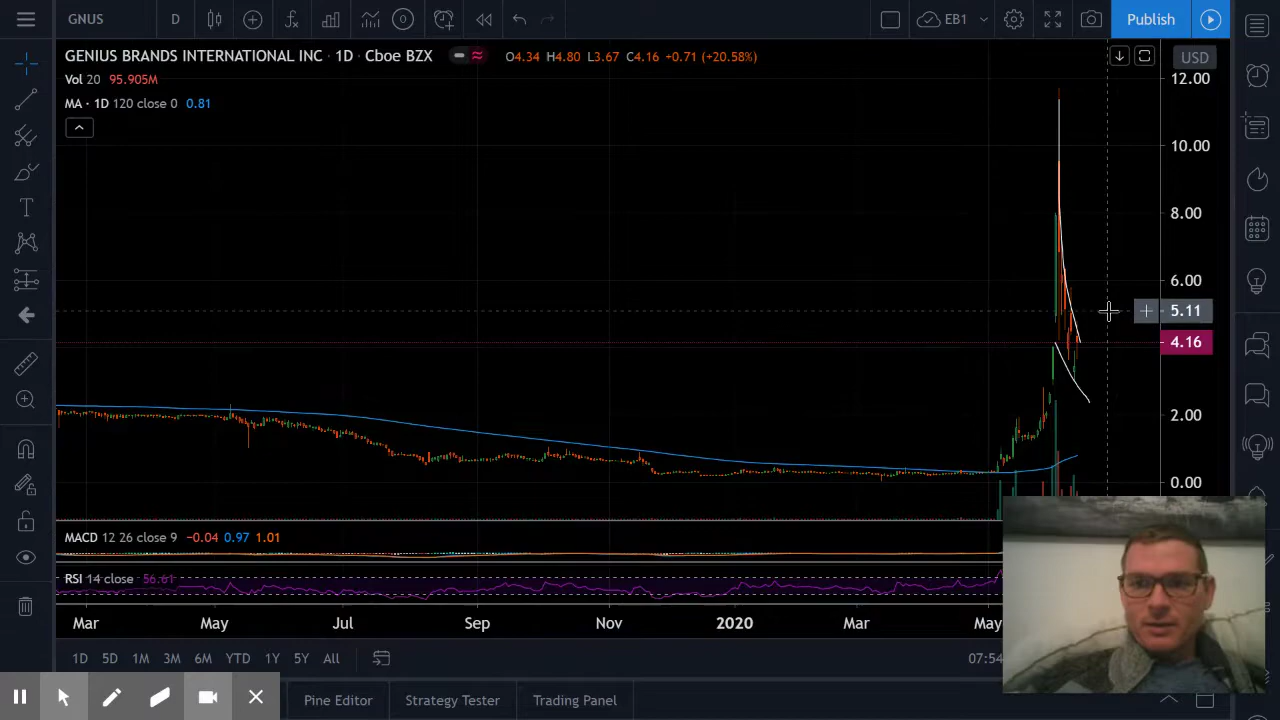 GNUS
D
EB1
Publish
GENIUS BRANDS INTERNATIONAL INC · 1D · Cboe BZX
O4.34 H4.80 L3.67 C4.16 +0.71 (+20.58%)
Vol 20 95.905M
MA · 1D 120 close 0 0.81
USD
12.00
10.00
8.00
6.00
5.11
4.16
2.00
0.00
MACD 12 26 close 9 −0.04 0.97 1.01
RSI 14 close 56.61
Mar May Jul Sep Nov 2020 Mar May
1D 5D 1M 3M 6M YTD 1Y 5Y All
07:54
Pine Editor Strategy Tester Trading Panel